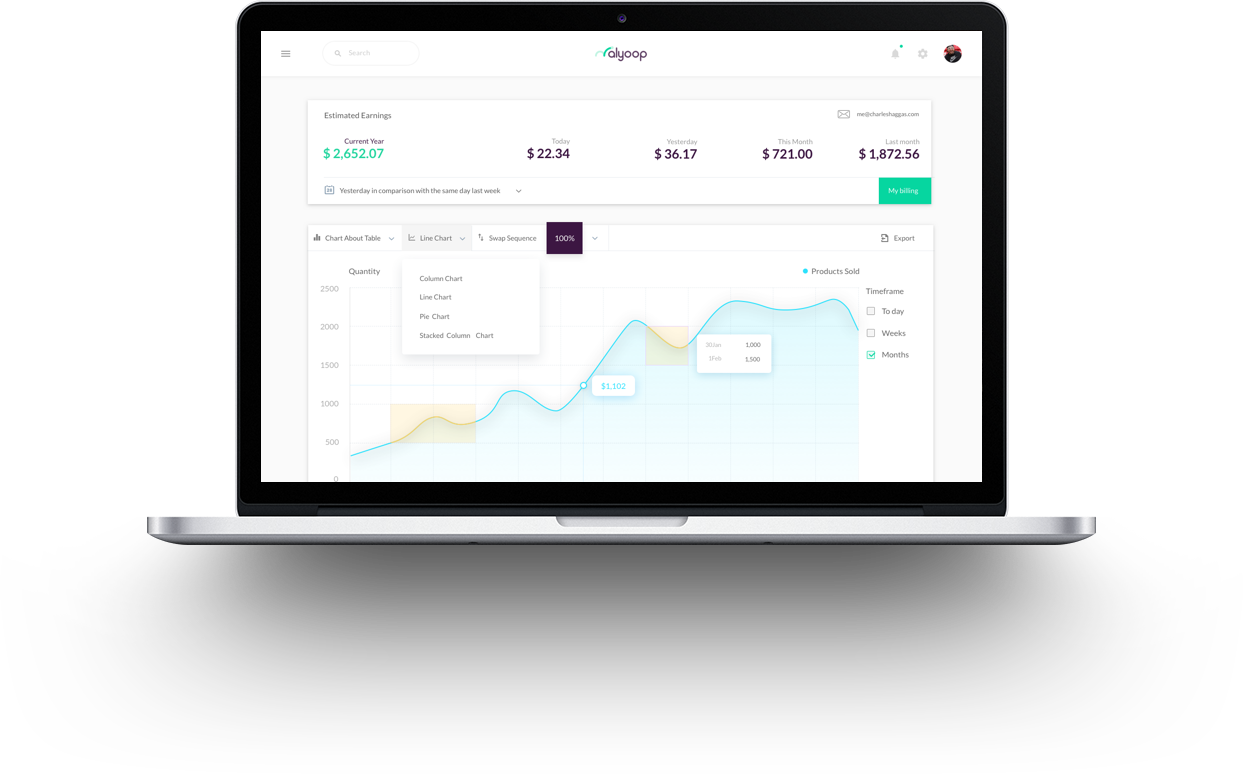 Search
alyoop
Estimated Earnings
me@charleshaggas.com
Current Year
Today
Yesterday
This Month
Last month
$ 2,652.07
$ 22.34
$ 36.17
$ 721.00
$ 1,872.56
28
Yesterday in comparison with the same day last week
My billing
Chart About Table
Line Chart
Swap Sequence
100%
Export
Quantity
Products Sold
Column Chart
Line Chart
Pie Chart
Stacked Column Chart
Timeframe
To day
Weeks
Months
2500
2000
1500
1000
500
0
30Jan 1,000
1Feb 1,500
$1,102